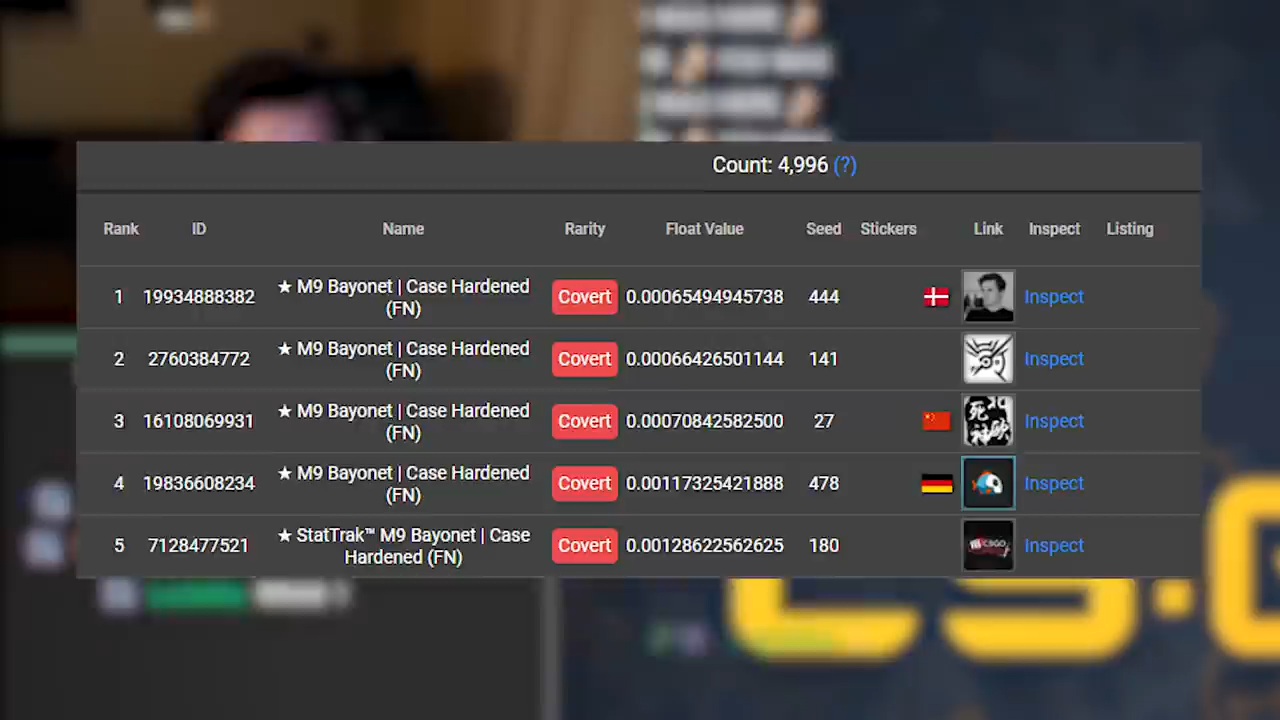 Count: 4,996 (?)
Rank ID Name Rarity Float Value Seed Stickers Link Inspect Listing
1 19934888382 ★ M9 Bayonet | Case Hardened (FN) Covert 0.00065494945738 444 Inspect
2 2760384772 ★ M9 Bayonet | Case Hardened (FN) Covert 0.00066426501144 141 Inspect
3 16108069931 ★ M9 Bayonet | Case Hardened (FN) Covert 0.00070842582500 27 Inspect
4 19836608234 ★ M9 Bayonet | Case Hardened (FN) Covert 0.00117325421888 478 Inspect
5 7128477521 ★ StatTrak™ M9 Bayonet | Case Hardened (FN) Covert 0.00128622562625 180 Inspect